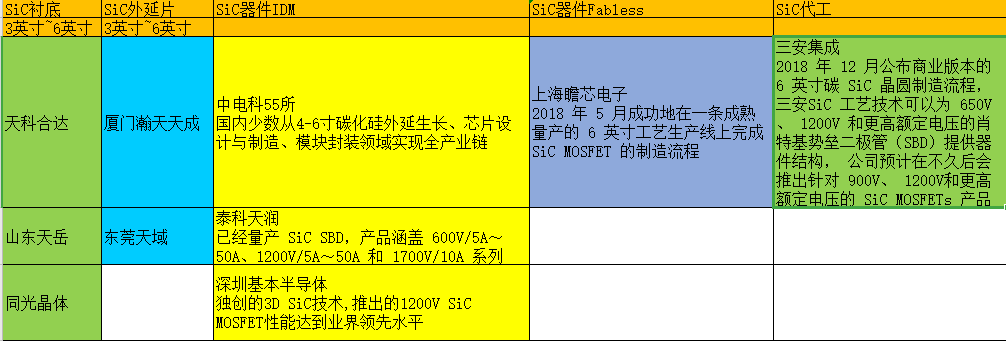 SiC衬底
SiC外延片
SiC器件IDM
SiC器件Fabless
SiC代工
3英寸~6英寸
3英寸~6英寸
天科合达
厦门瀚天天成
中电科55所
国内少数从4-6寸碳化硅外延生长、芯片设
计与制造、模块封装领域实现全产业链
上海瞻芯电子
2018 年 5 月成功地在一条成熟
量产的 6 英寸工艺生产线上完成
SiC MOSFET 的制造流程
三安集成
2018 年 12 月公布商业版本的
6 英寸碳 SiC 晶圆制造流程，
三安SiC 工艺技术可以为 650V
、 1200V 和更高额定电压的肖
特基势垒二极管（SBD）提供器
件结构， 公司预计在不久后会
推出针对 900V、 1200V和更高
额定电压的 SiC MOSFETs 产品
山东天岳
东莞天域
泰科天润
已经量产 SiC SBD，产品涵盖 600V/5A～
50A、1200V/5A～50A 和 1700V/10A 系列
同光晶体
深圳基本半导体
独创的3D SiC技术,推出的1200V SiC
MOSFET性能达到业界领先水平